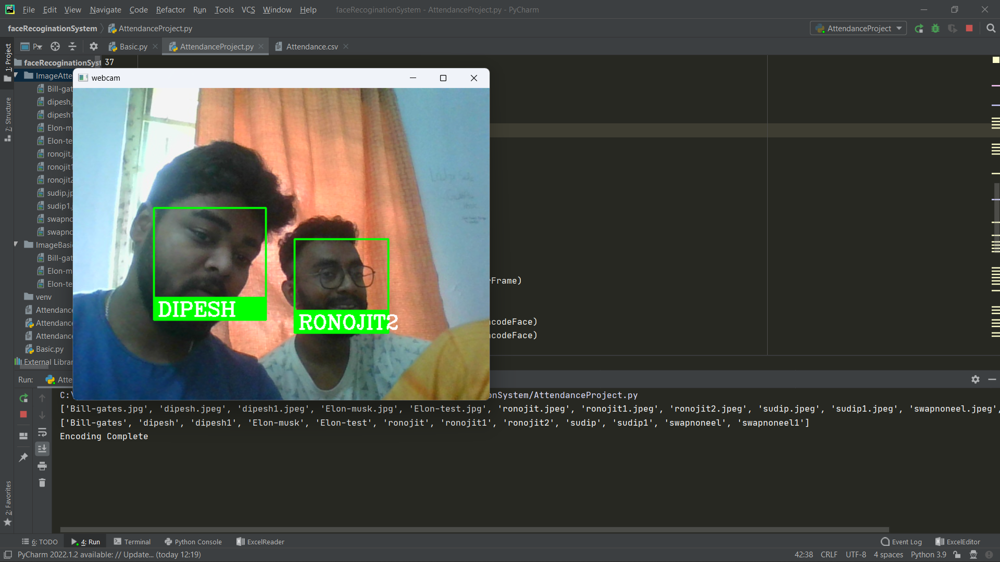 File Edit View Navigate Code Refactor Run Tools VCS Window Help faceRecoginationSystem - AttendanceProject.py - PyCharm
faceRecoginationSystem AttendanceProject.py AttendanceProject
P... Basic.py AttendanceProject.py Attendance.csv
1: Project
7: Structure
2: Favorites
faceRecoginationSyst 37
ImageAtte
Bill-gat
dipesh.
dipesh1
Elon-m
Elon-te
ronojit.
ronojit1
ronojit2
sudip.jp
sudip1.
swapno
swapno
ImageBasi
Bill-gat
Elon-m
Elon-te
venv
Attendanc
Attendanc
Attendanc
Basic.py
External Librar
webcam
DIPESH
RONOJIT2
rFrame)
ncodeFace)
ncodeFace)
Run: Atte
C:\ onSystem/AttendanceProject.py
['Bill-gates.jpg', 'dipesh.jpeg', 'dipesh1.jpeg', 'Elon-musk.jpg', 'Elon-test.jpg', 'ronojit.jpeg', 'ronojit1.jpeg', 'ronojit2.jpeg', 'sudip.jpeg', 'sudip1.jpeg', 'swapnoneel.jpeg',
['Bill-gates', 'dipesh', 'dipesh1', 'Elon-musk', 'Elon-test', 'ronojit', 'ronojit1', 'ronojit2', 'sudip', 'sudip1', 'swapnoneel', 'swapnoneel1']
Encoding Complete
6: TODO 4: Run Terminal Python Console ExcelReader Event Log ExcelEditor
PyCharm 2022.1.2 available: // Update... (today 12:19) 42:38 CRLF UTF-8 4 spaces Python 3.9